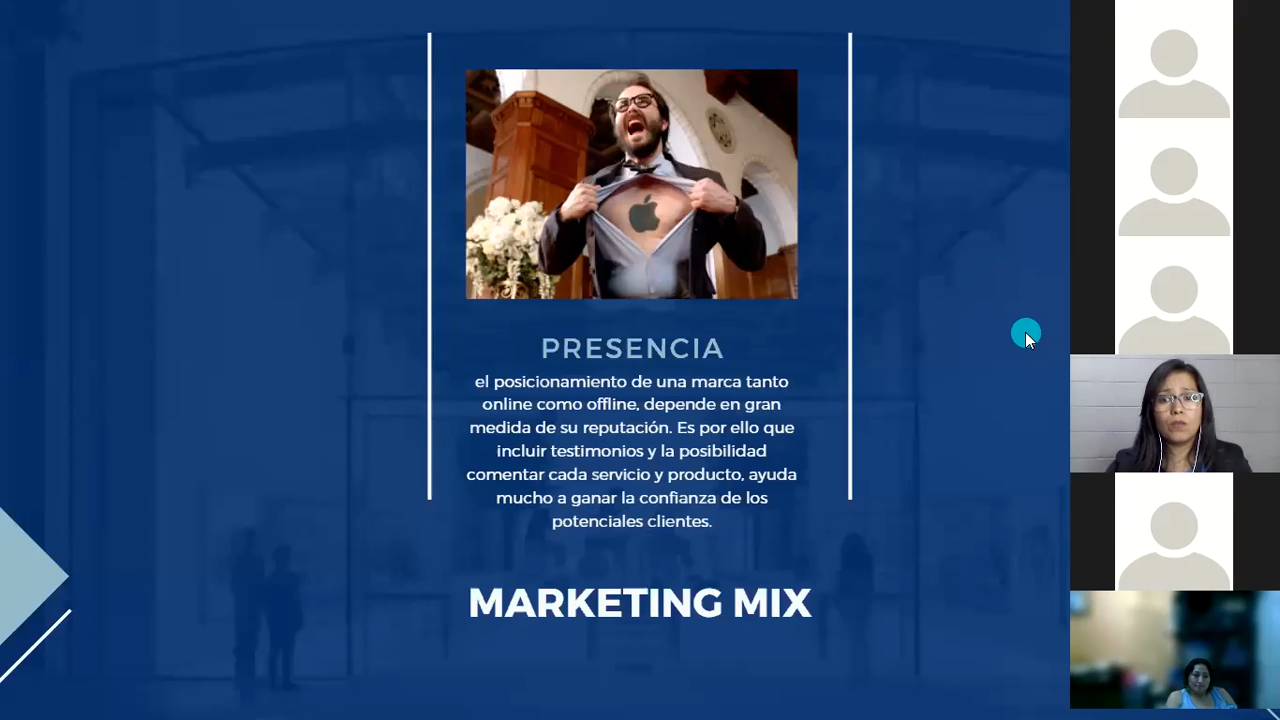 PRESENCIA
el posicionamiento de una marca tanto
online como offline, depende en gran
medida de su reputación. Es por ello que
incluir testimonios y la posibilidad
comentar cada servicio y producto, ayuda
mucho a ganar la confianza de los
potenciales clientes.
MARKETING MIX